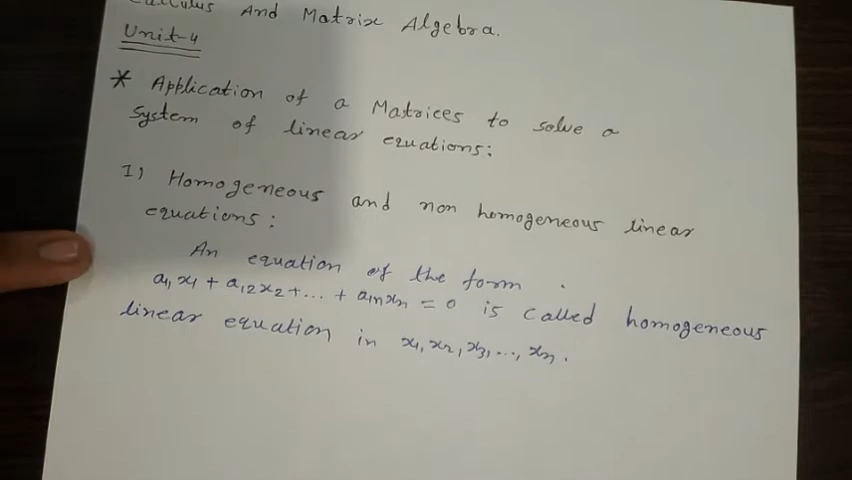 Calculus And Matrix Algebra.
Unit-4
* Application of a Matrices to solve a
system of linear equations:
1) Homogeneous and non homogeneous linear
equations:
An equation of the form
a₁₁x₁ + a₁₂x₂ + ... + a₁ₙxₙ = 0 is called homogeneous
linear equation in x₁, x₂, x₃, ..., xₙ.